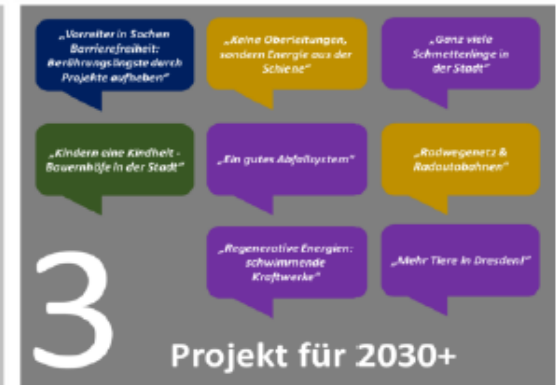 „Vorreiter in Sachen
Barrierefreiheit:
Berührungsängste durch
Projekte aufheben“
„Keine Oberleitungen,
sondern Energie aus der
Schiene“
„Ganz viele
Schmetterlinge in
der Stadt“
„Kindern eine Kindheit -
Bauernhöfe in der Stadt“
„Ein gutes Abfallsystem“
„Radwegenetz &
Radautobahnen“
„Regenerative Energien:
schwimmende
Kraftwerke“
„Mehr Tiere in Dresden!“
3
Projekt für 2030+